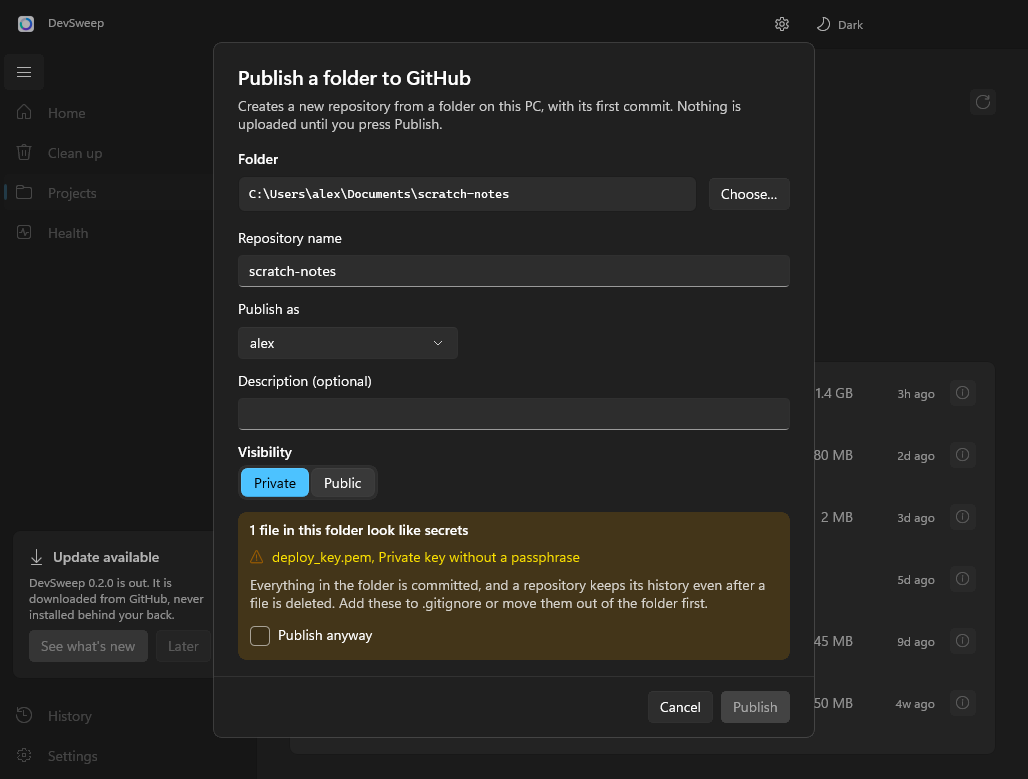 DevSweep
Dark
Home
Clean up
Projects
Health
Publish a folder to GitHub
Creates a new repository from a folder on this PC, with its first commit. Nothing is
uploaded until you press Publish.
Folder
C:\Users\alex\Documents\scratch-notes
Choose...
Repository name
scratch-notes
Publish as
alex
Description (optional)
Visibility
Private
Public
1 file in this folder look like secrets
deploy_key.pem, Private key without a passphrase
Everything in the folder is committed, and a repository keeps its history even after a
file is deleted. Add these to .gitignore or move them out of the folder first.
Publish anyway
Cancel
Publish
1.4 GB 3h ago
80 MB 2d ago
2 MB 3d ago
5d ago
45 MB 9d ago
50 MB 4w ago
Update available
DevSweep 0.2.0 is out. It is
downloaded from GitHub, never
installed behind your back.
See what's new
Later
History
Settings